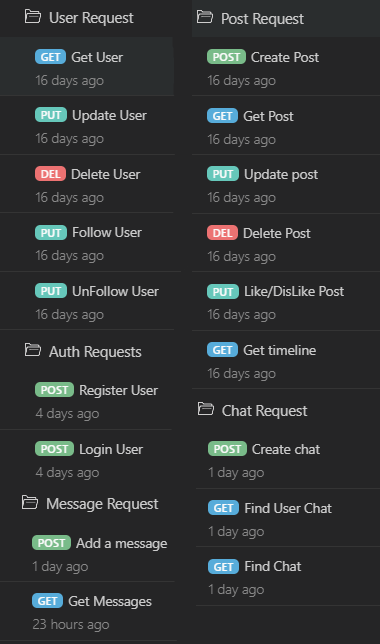 User Request
GET Get User
16 days ago
PUT Update User
16 days ago
DEL Delete User
16 days ago
PUT Follow User
16 days ago
PUT UnFollow User
16 days ago
Auth Requests
POST Register User
4 days ago
POST Login User
4 days ago
Message Request
POST Add a message
1 day ago
GET Get Messages
23 hours ago
Post Request
POST Create Post
16 days ago
GET Get Post
16 days ago
PUT Update post
16 days ago
DEL Delete Post
16 days ago
PUT Like/DisLike Post
16 days ago
GET Get timeline
16 days ago
Chat Request
POST Create chat
1 day ago
GET Find User Chat
1 day ago
GET Find Chat
1 day ago